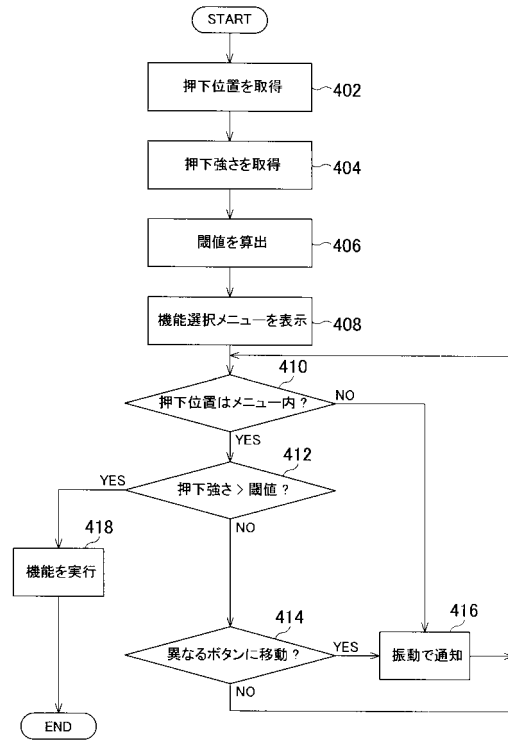 START
押下位置を取得
402
押下強さを取得
404
閾値を算出
406
機能選択メニューを表示
408
410
押下位置はメニュー内?
NO
YES
412
押下強さ > 閾値?
YES
NO
418
機能を実行
414
異なるボタンに移動?
YES
416
振動で通知
NO
END